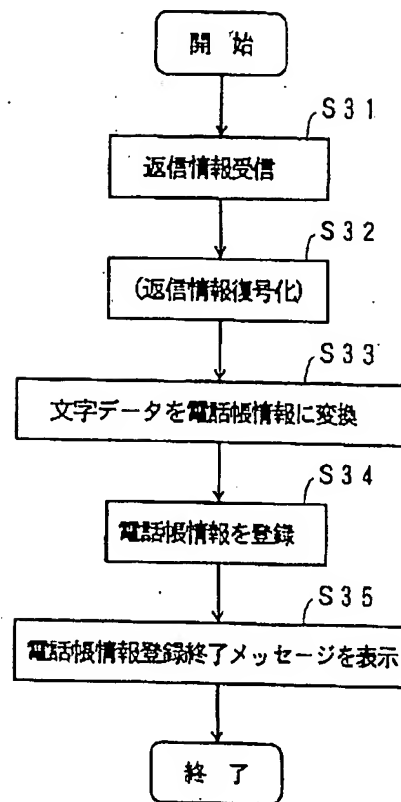 開 始
S31
返信情報受信
S32
(返信情報復号化)
S33
文字データを電話帳情報に変換
S34
電話帳情報を登録
S35
電話帳情報登録終了メッセージを表示
終 了